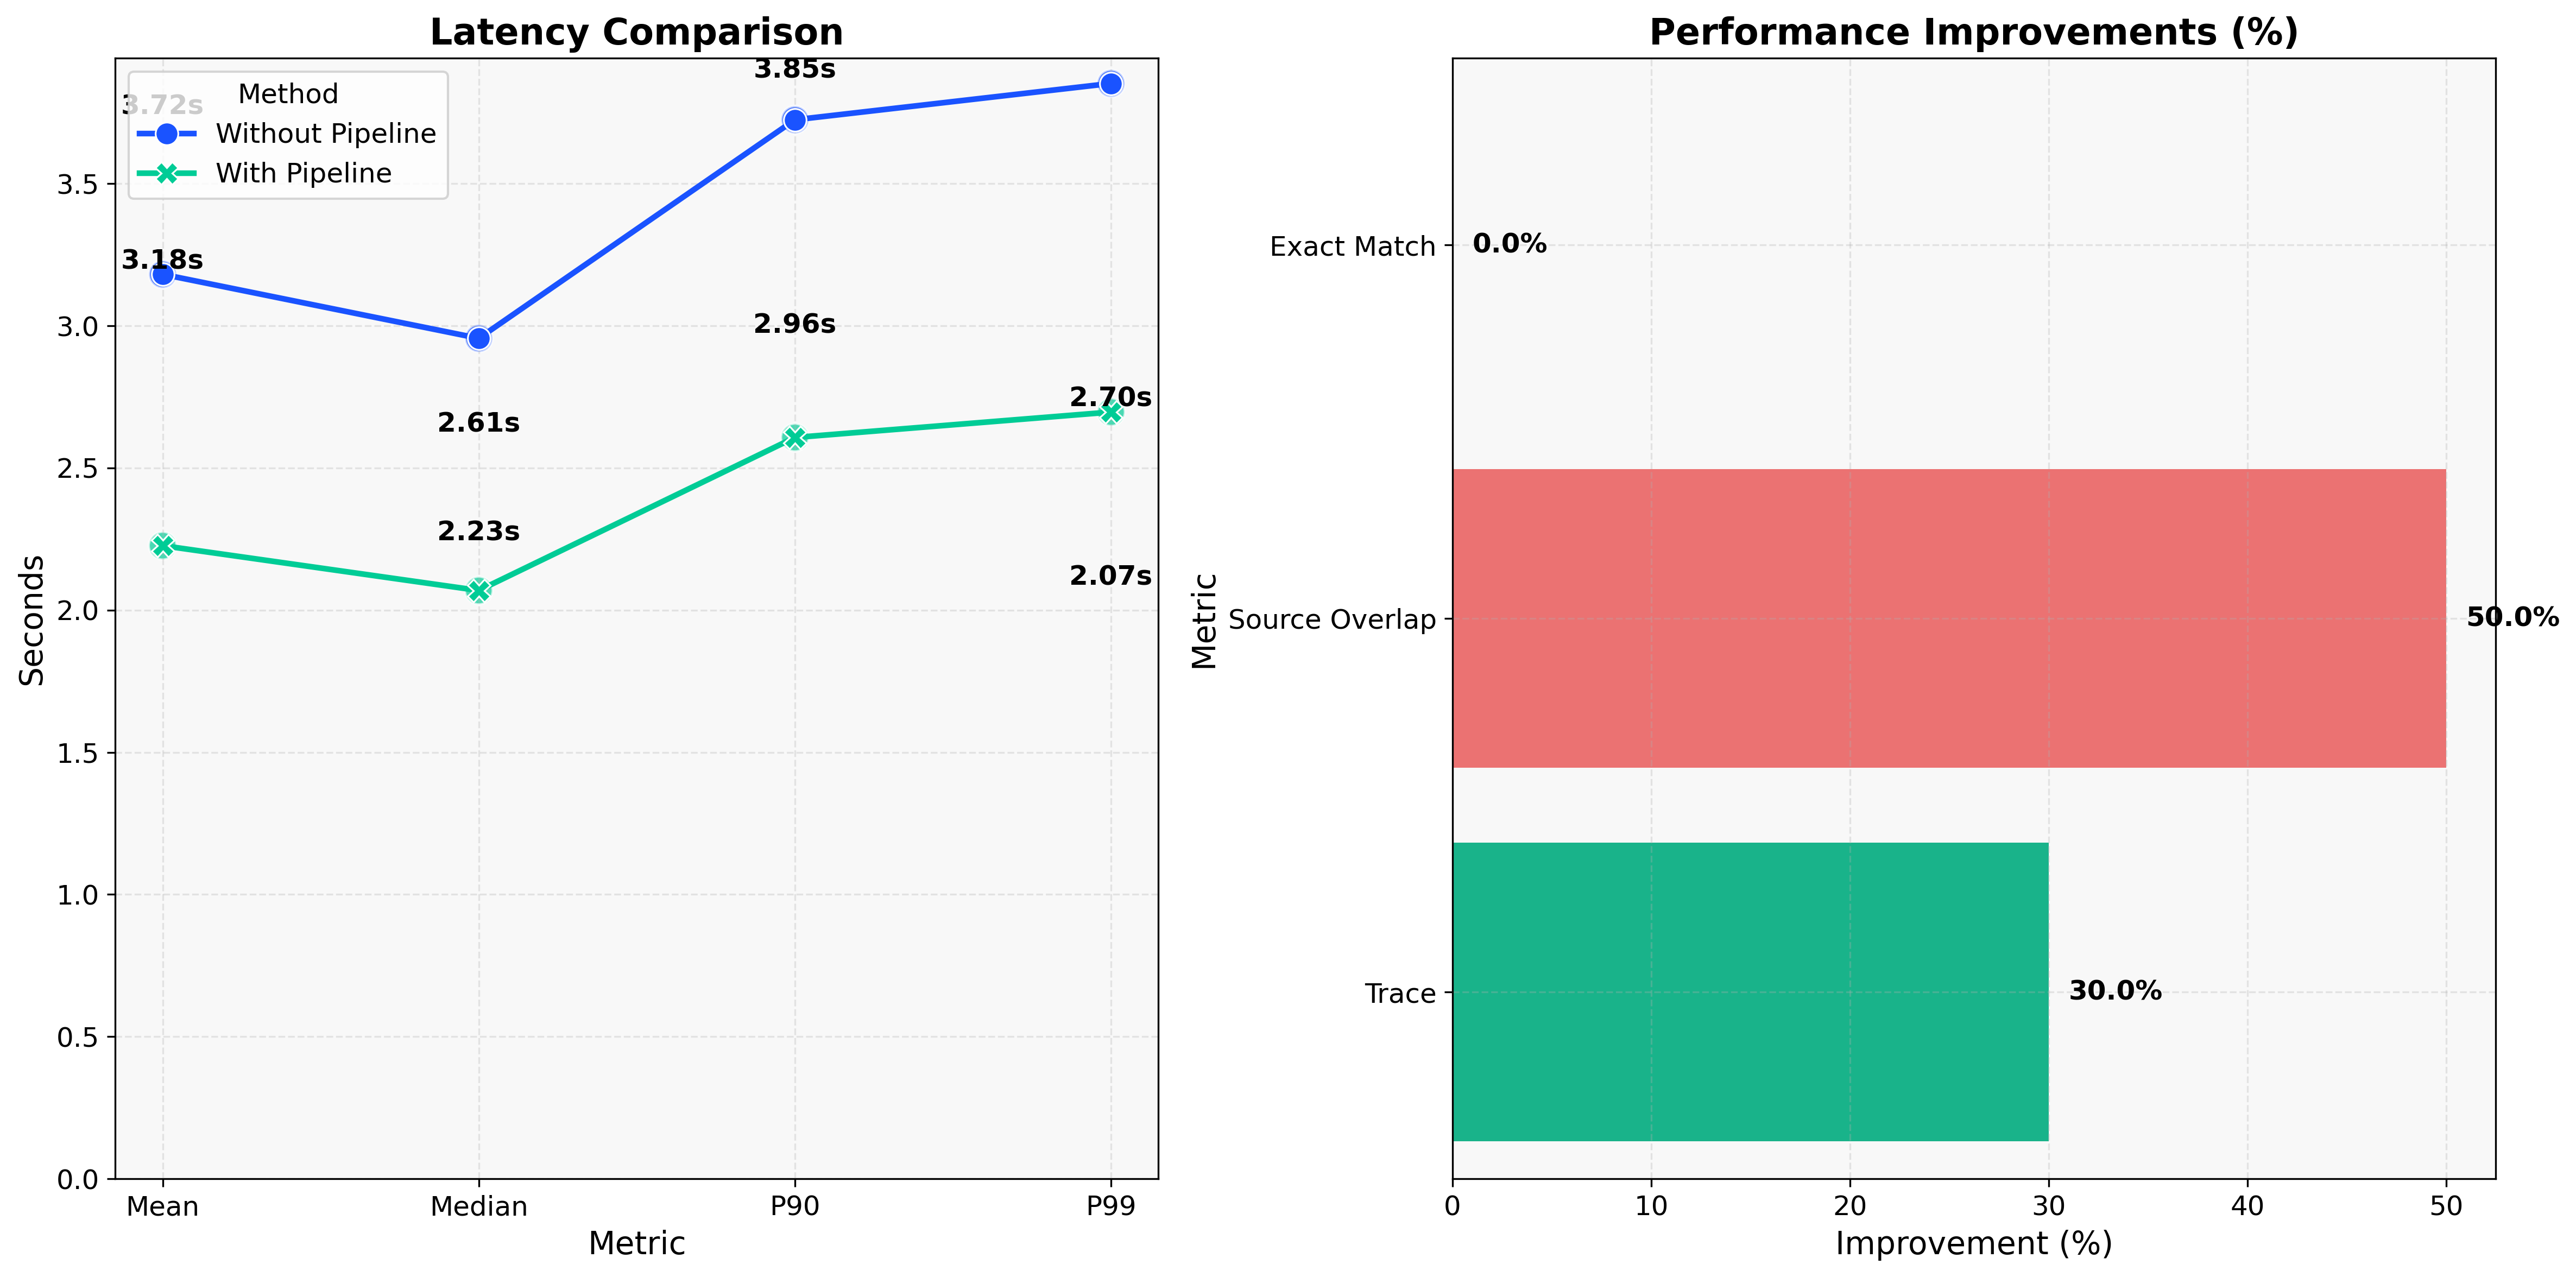 Latency Comparison
3.85s
3.72s
Method
Without Pipeline
With Pipeline
3.5
3.18s
3.0
2.96s
2.70s
2.61s
2.5
2.23s
2.07s
2.0
1.5
1.0
0.5
0.0
Seconds
Mean
Median
P90
P99
Metric
Performance Improvements (%)
Exact Match
0.0%
Source Overlap
50.0%
Trace
30.0%
Metric
0
10
20
30
40
50
Improvement (%)